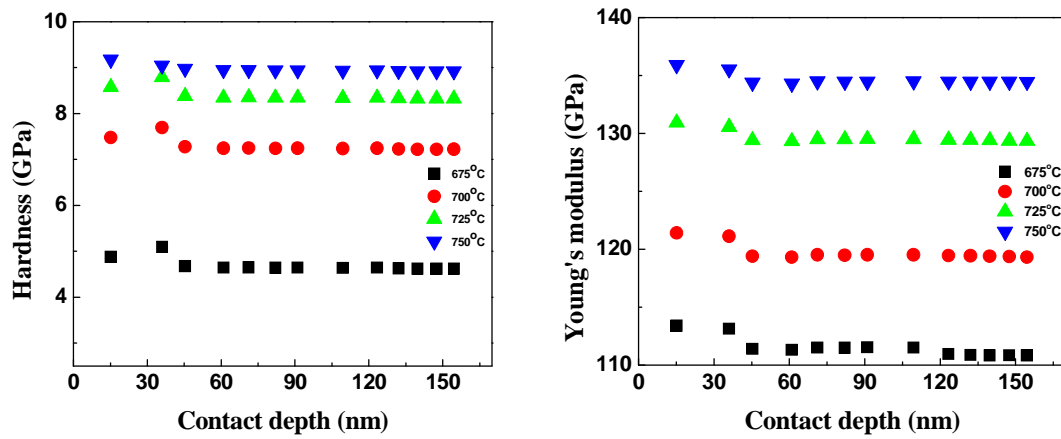 10
8
6
4
0 30 60 90 120 150
Hardness (GPa)
Contact depth (nm)
675°C
700°C
725°C
750°C
140
130
120
110
0 30 60 90 120 150
Young's modulus (GPa)
Contact depth (nm)
675°C
700°C
725°C
750°C